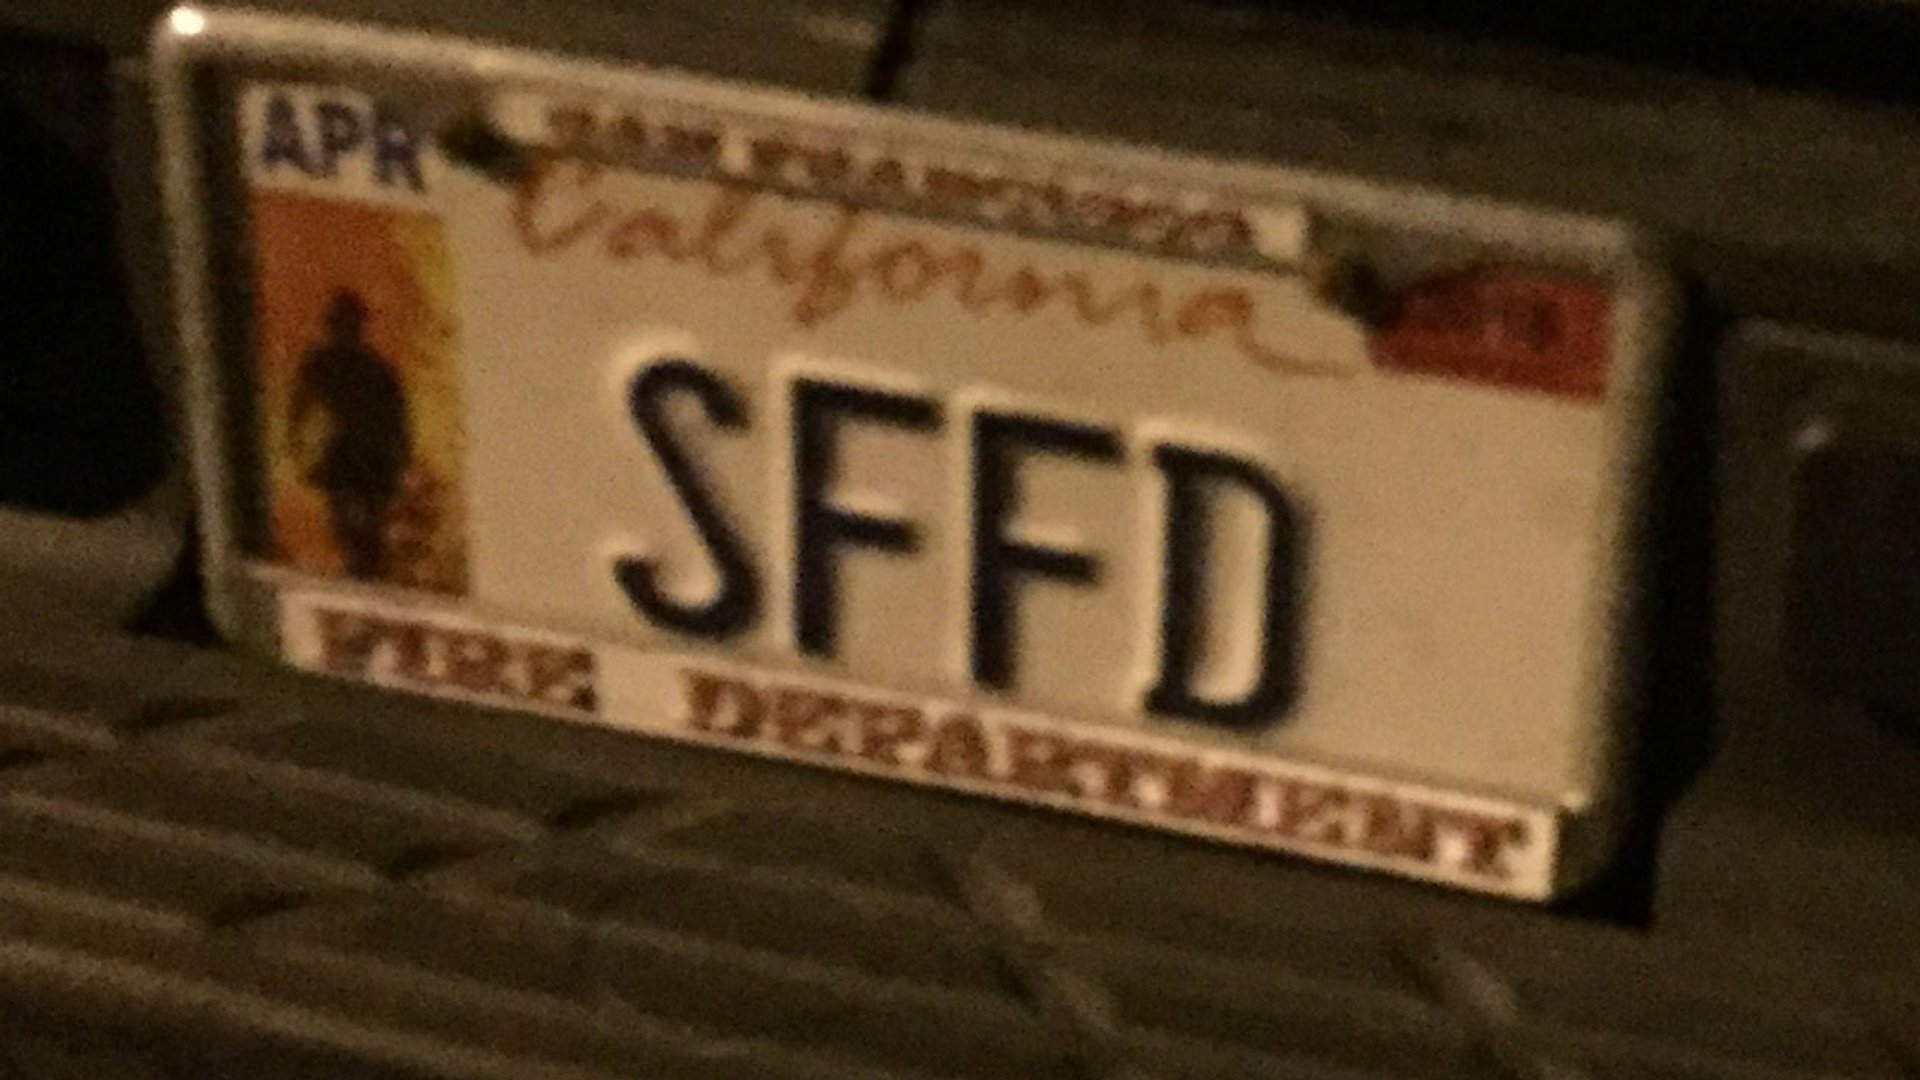 SAN FRANCISCO
APR
California
SFFD
FIRE DEPARTMENT